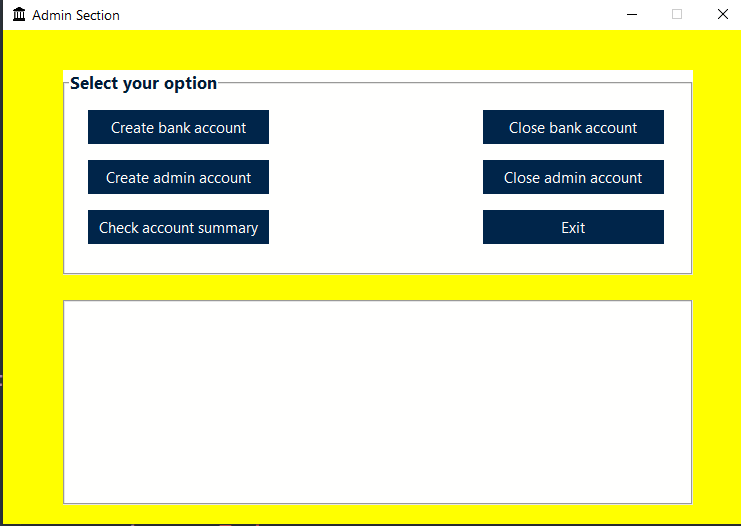 Admin Section
Select your option
Create bank account
Close bank account
Create admin account
Close admin account
Check account summary
Exit